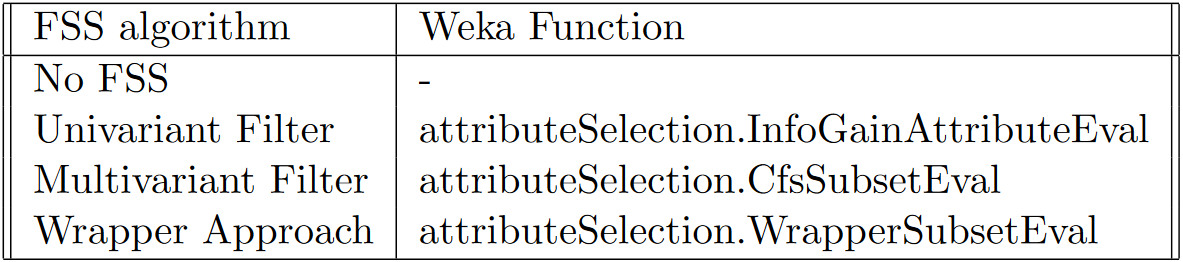 FSS algorithm Weka Function
No FSS -
Univariant Filter attributeSelection.InfoGainAttributeEval
Multivariant Filter attributeSelection.CfsSubsetEval
Wrapper Approach attributeSelection.WrapperSubsetEval